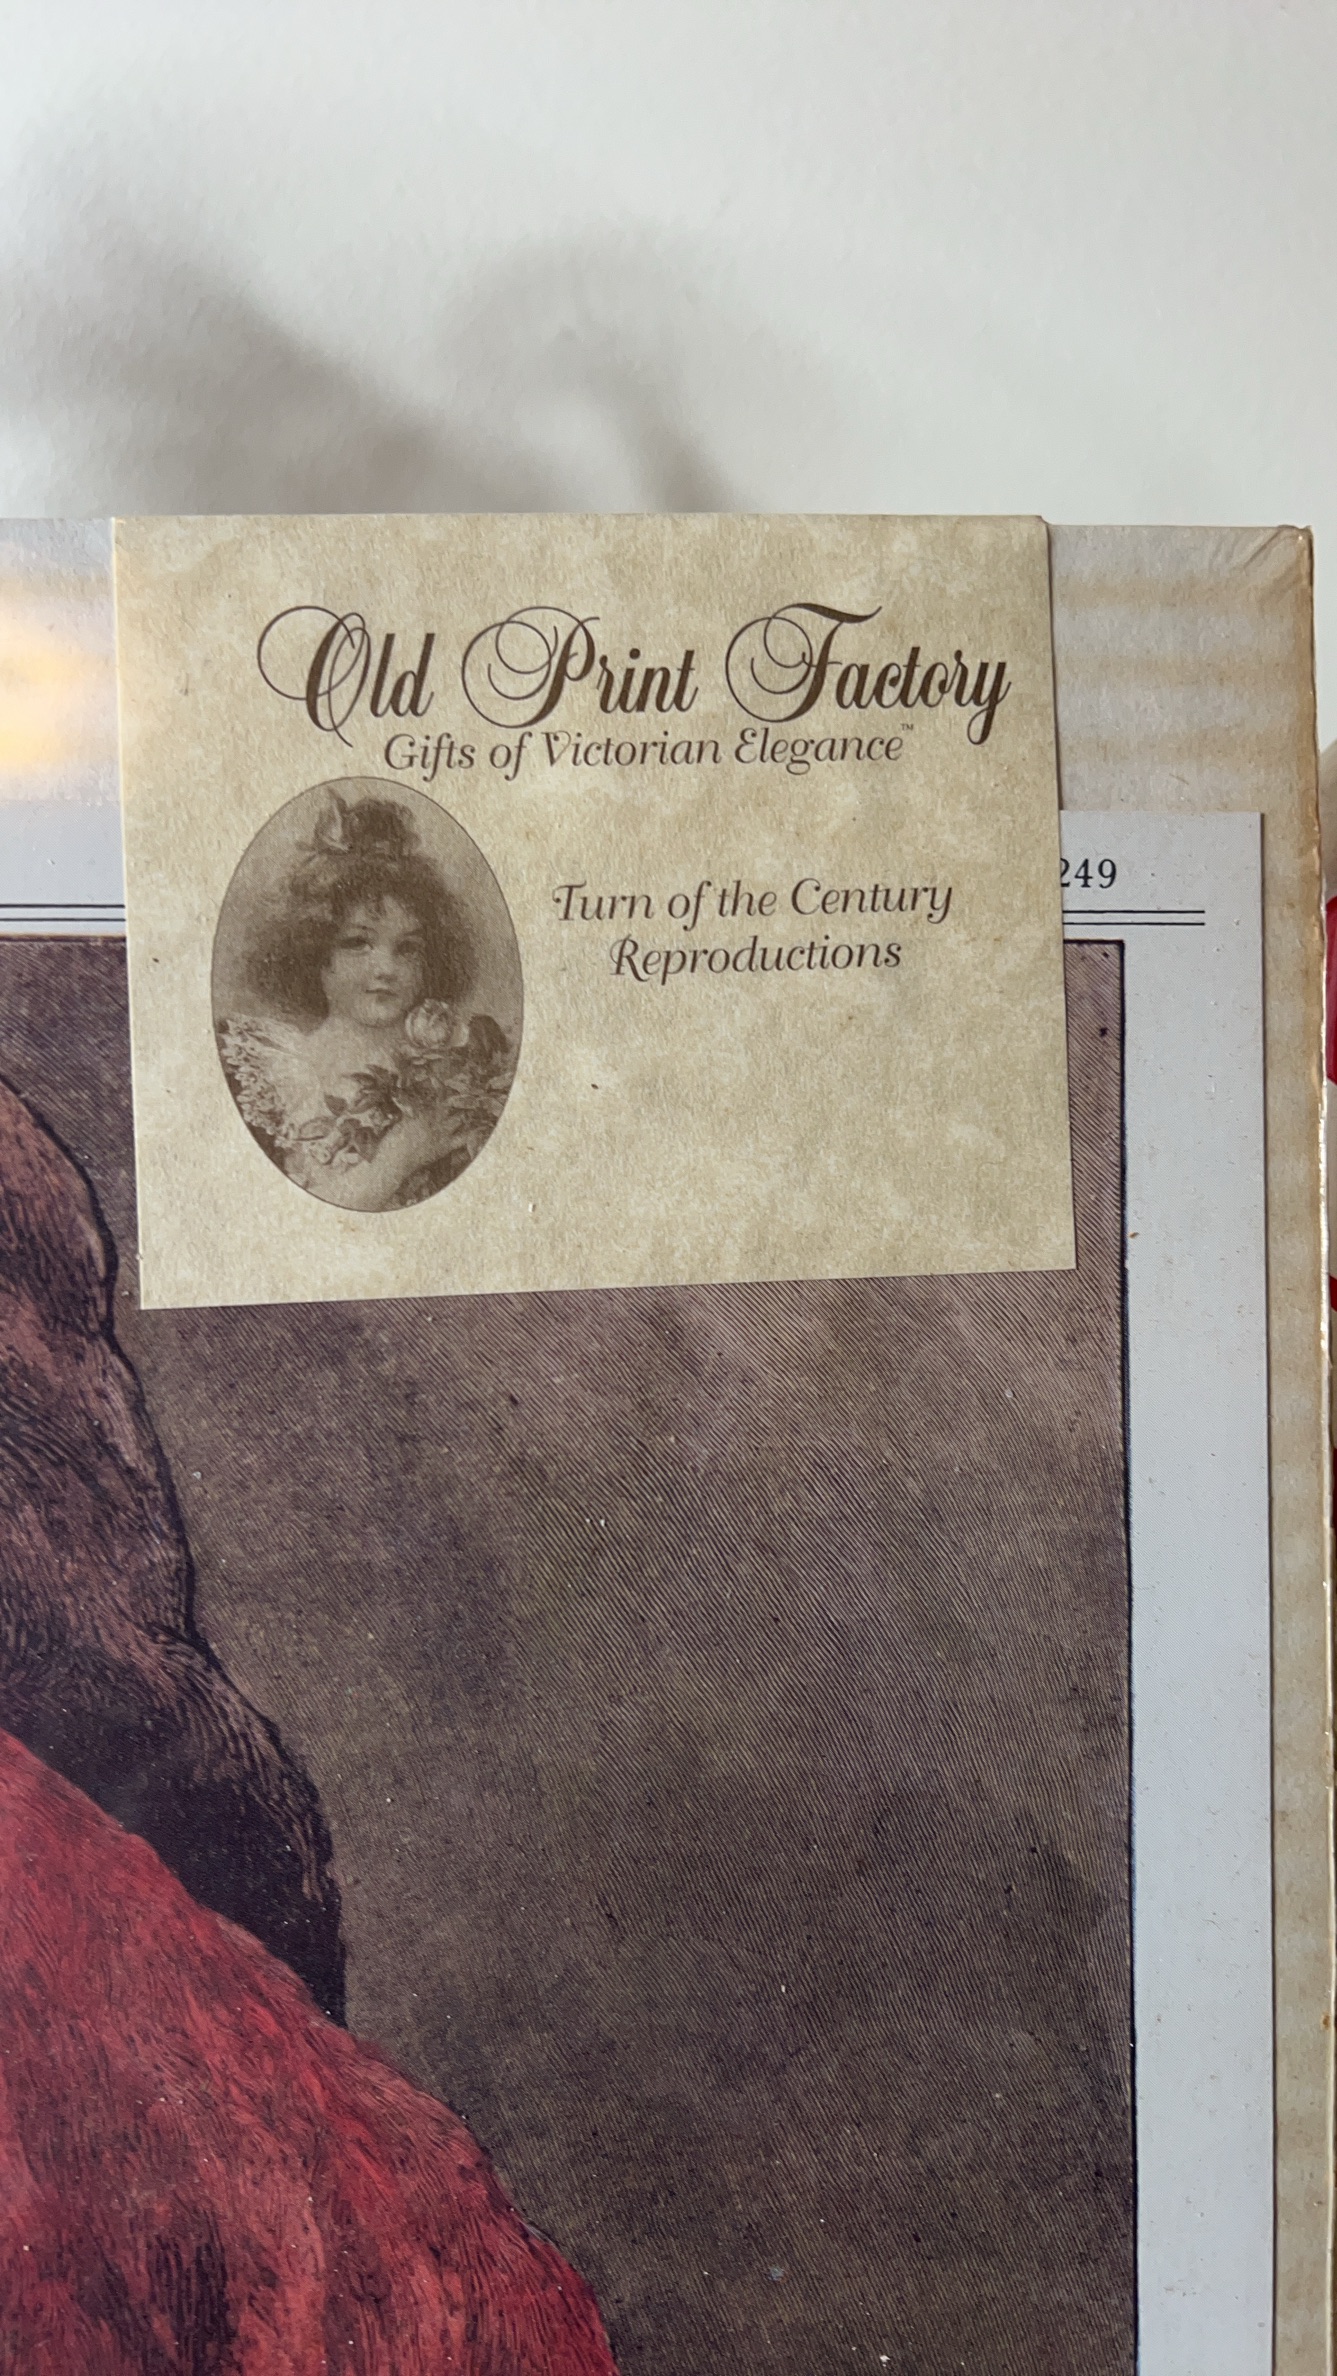 Old Print Factory
Gifts of Victorian Elegance™
Turn of the Century
Reproductions
249